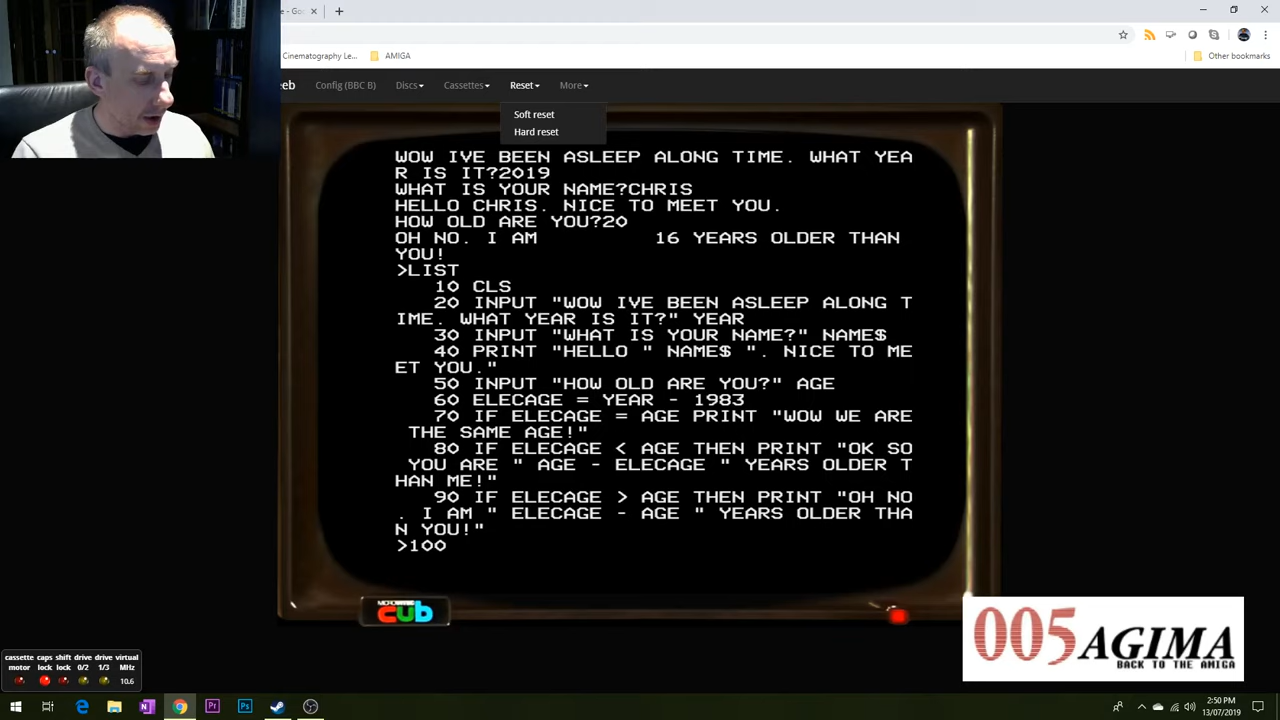 Cinematography Le...
AMIGA
Other bookmarks
eeb
Config (BBC B)
Discs
Cassettes
Reset
More
Soft reset
Hard reset
WOW IVE BEEN ASLEEP ALONG TIME. WHAT YEA
R IS IT?2019
WHAT IS YOUR NAME?CHRIS
HELLO CHRIS. NICE TO MEET YOU.
HOW OLD ARE YOU?20
OH NO. I AM 16 YEARS OLDER THAN
YOU!
>LIST
10 CLS
20 INPUT "WOW IVE BEEN ASLEEP ALONG T
IME. WHAT YEAR IS IT?" YEAR
30 INPUT "WHAT IS YOUR NAME?" NAME$
40 PRINT "HELLO " NAME$ ". NICE TO ME
ET YOU."
50 INPUT "HOW OLD ARE YOU?" AGE
60 ELECAGE = YEAR - 1983
70 IF ELECAGE = AGE PRINT "WOW WE ARE
THE SAME AGE!"
80 IF ELECAGE < AGE THEN PRINT "OK SO
YOU ARE " AGE - ELECAGE " YEARS OLDER T
HAN ME!"
90 IF ELECAGE > AGE THEN PRINT "OH NO
. I AM " ELECAGE - AGE " YEARS OLDER THA
N YOU!"
>100
cub
005 AGIMA
BACK TO THE AMIGA
cassette motor
caps lock
shift lock
drive 0/2
drive 1/3
virtual MHz
10.6
2:50 PM
13/07/2019